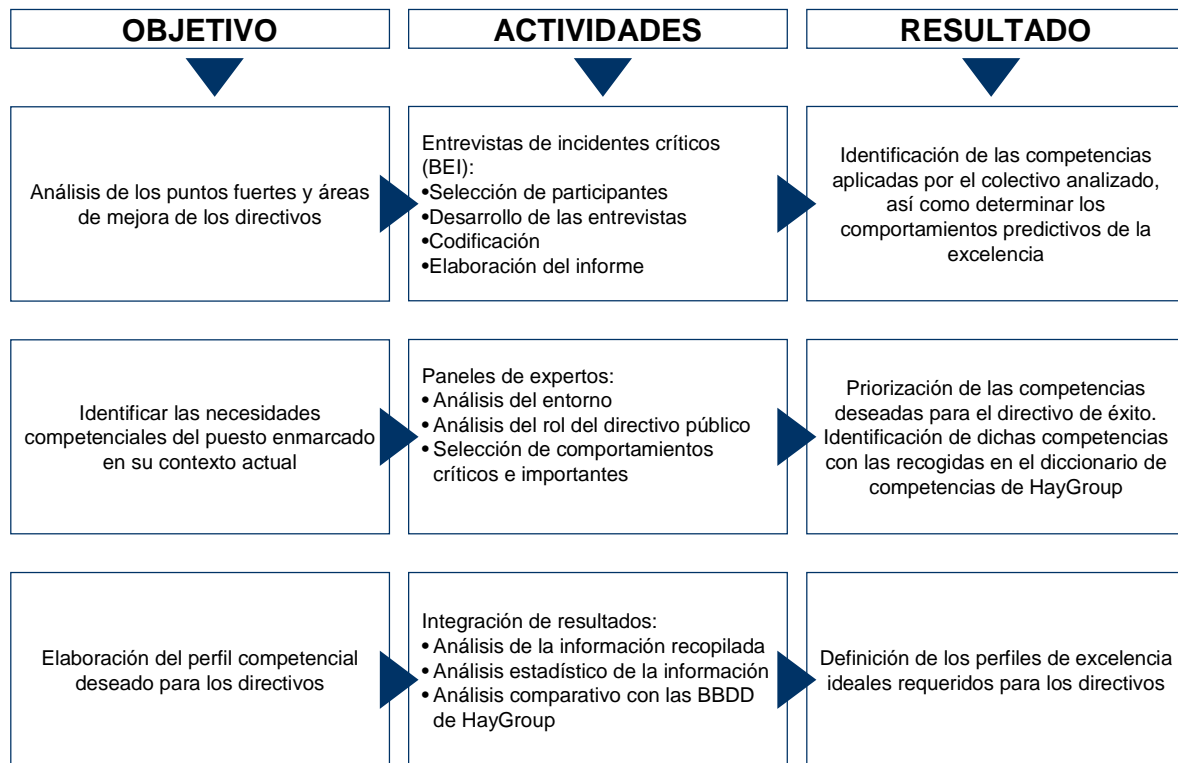 OBJETIVO
ACTIVIDADES
RESULTADO
Análisis de los puntos fuertes y áreas
de mejora de los directivos
Entrevistas de incidentes críticos
(BEI):
•Selección de participantes
•Desarrollo de las entrevistas
•Codificación
•Elaboración del informe
Identificación de las competencias
aplicadas por el colectivo analizado,
así como determinar los
comportamientos predictivos de la
excelencia
Identificar las necesidades
competenciales del puesto enmarcado
en su contexto actual
Paneles de expertos:
• Análisis del entorno
• Análisis del rol del directivo público
• Selección de comportamientos
críticos e importantes
Priorización de las competencias
deseadas para el directivo de éxito.
Identificación de dichas competencias
con las recogidas en el diccionario de
competencias de HayGroup
Elaboración del perfil competencial
deseado para los directivos
Integración de resultados:
• Análisis de la información recopilada
• Análisis estadístico de la información
• Análisis comparativo con las BBDD
de HayGroup
Definición de los perfiles de excelencia
ideales requeridos para los directivos